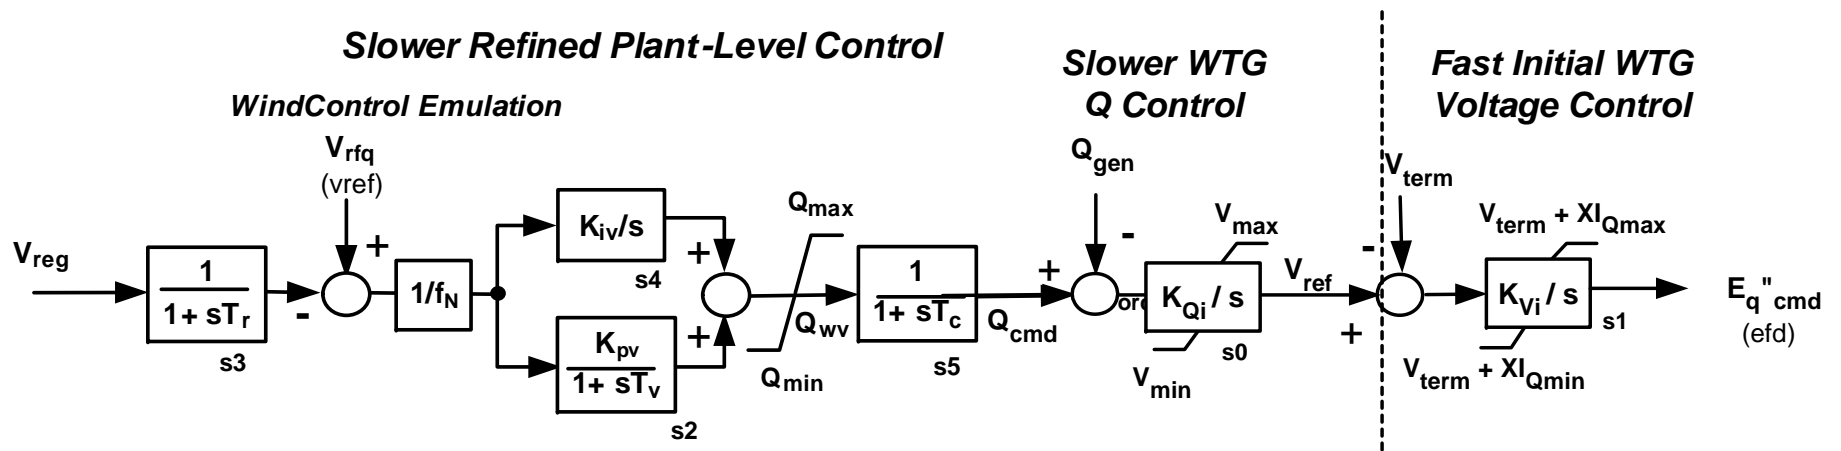 Slower Refined Plant-Level Control
Slower WTG
Q Control
Fast Initial WTG
Voltage Control
WindControl Emulation
Vrfq
(vref)
Vreg
1
1+ sTr
s3
+
-
1/fN
Kiv/s
s4
Kpv
1+ sTv
s2
+
+
Qmax
Qmin
Qwv
1
1+ sTc
s5
Qcmd
+
Qgen
-
Vmax
KQi / s
s0
Vmin
Vref
+
-
Vterm
Vterm + XIQmax
KVi / s
s1
Vterm + XIQmin
Eq"cmd
(efd)